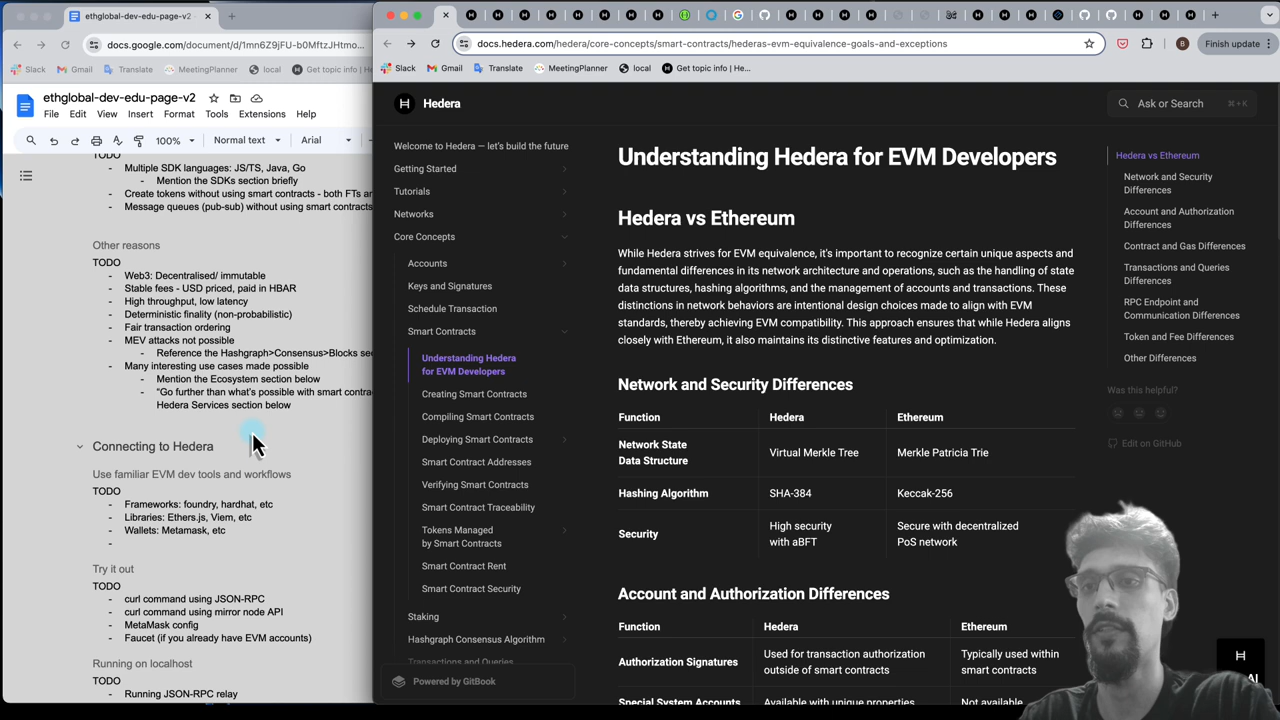 ethglobal-dev-edu-page-v2
docs.google.com/document/d/1mn6Z9jFU-b0MftzJHtmo...
Slack
Gmail
Translate
MeetingPlanner
local
Get topic info | H
ethglobal-dev-edu-page-v2
File Edit View Insert Format Tools Extensions Help
100%
Normal text
Arial
TODO
- Multiple SDK languages: JS/TS, Java, Go
- Mention the SDKs section briefly
- Create tokens without using smart contracts - both FTs an
- Message queues (pub-sub) without using smart contracts
Other reasons
TODO
- Web3: Decentralised/ immutable
- Stable fees - USD priced, paid in HBAR
- High throughput, low latency
- Deterministic finality (non-probabilistic)
- Fair transaction ordering
- MEV attacks not possible
- Reference the Hashgraph>Consensus>Blocks sec
- Many interesting use cases made possible
- Mention the Ecosystem section below
- “Go further than what’s possible with smart contra
Hedera Services section below
Connecting to Hedera
Use familiar EVM dev tools and workflows
TODO
- Frameworks: foundry, hardhat, etc
- Libraries: Ethers.js, Viem, etc
- Wallets: Metamask, etc
-
Try it out
TODO
- curl command using JSON-RPC
- curl command using mirror node API
- MetaMask config
- Faucet (if you already have EVM accounts)
Running on localhost
TODO
- Running JSON-RPC relay
docs.hedera.com/hedera/core-concepts/smart-contracts/hederas-evm-equivalence-goals-and-exceptions
B
Finish update
Slack
Gmail
Translate
MeetingPlanner
local
Get topic info | He...
Hedera
Ask or Search
⌘+K
Welcome to Hedera — let's build the future
Getting Started
Tutorials
Networks
Core Concepts
Accounts
Keys and Signatures
Schedule Transaction
Smart Contracts
Understanding Hedera
for EVM Developers
Creating Smart Contracts
Compiling Smart Contracts
Deploying Smart Contracts
Smart Contract Addresses
Verifying Smart Contracts
Smart Contract Traceability
Tokens Managed
by Smart Contracts
Smart Contract Rent
Smart Contract Security
Staking
Hashgraph Consensus Algorithm
Transactions and Queries
Powered by GitBook
Understanding Hedera for EVM Developers
Hedera vs Ethereum
While Hedera strives for EVM equivalence, it's important to recognize certain unique aspects and
fundamental differences in its network architecture and operations, such as the handling of state
data structures, hashing algorithms, and the management of accounts and transactions. These
distinctions in network behaviors are intentional design choices made to align with EVM
standards, thereby achieving EVM compatibility. This approach ensures that while Hedera aligns
closely with Ethereum, it also maintains its distinctive features and optimization.
Network and Security Differences
Function Hedera Ethereum
Network State
Data Structure
Virtual Merkle Tree
Merkle Patricia Trie
Hashing Algorithm SHA-384 Keccak-256
Security
High security
with aBFT
Secure with decentralized
PoS network
Account and Authorization Differences
Function Hedera Ethereum
Authorization Signatures
Used for transaction authorization
outside of smart contracts
Typically used within
smart contracts
Special System Accounts Available with unique properties Not available
Hedera vs Ethereum
Network and Security
Differences
Account and Authorization
Differences
Contract and Gas Differences
Transactions and Queries
Differences
RPC Endpoint and
Communication Differences
Token and Fee Differences
Other Differences
Was this helpful?
Edit on GitHub
AI